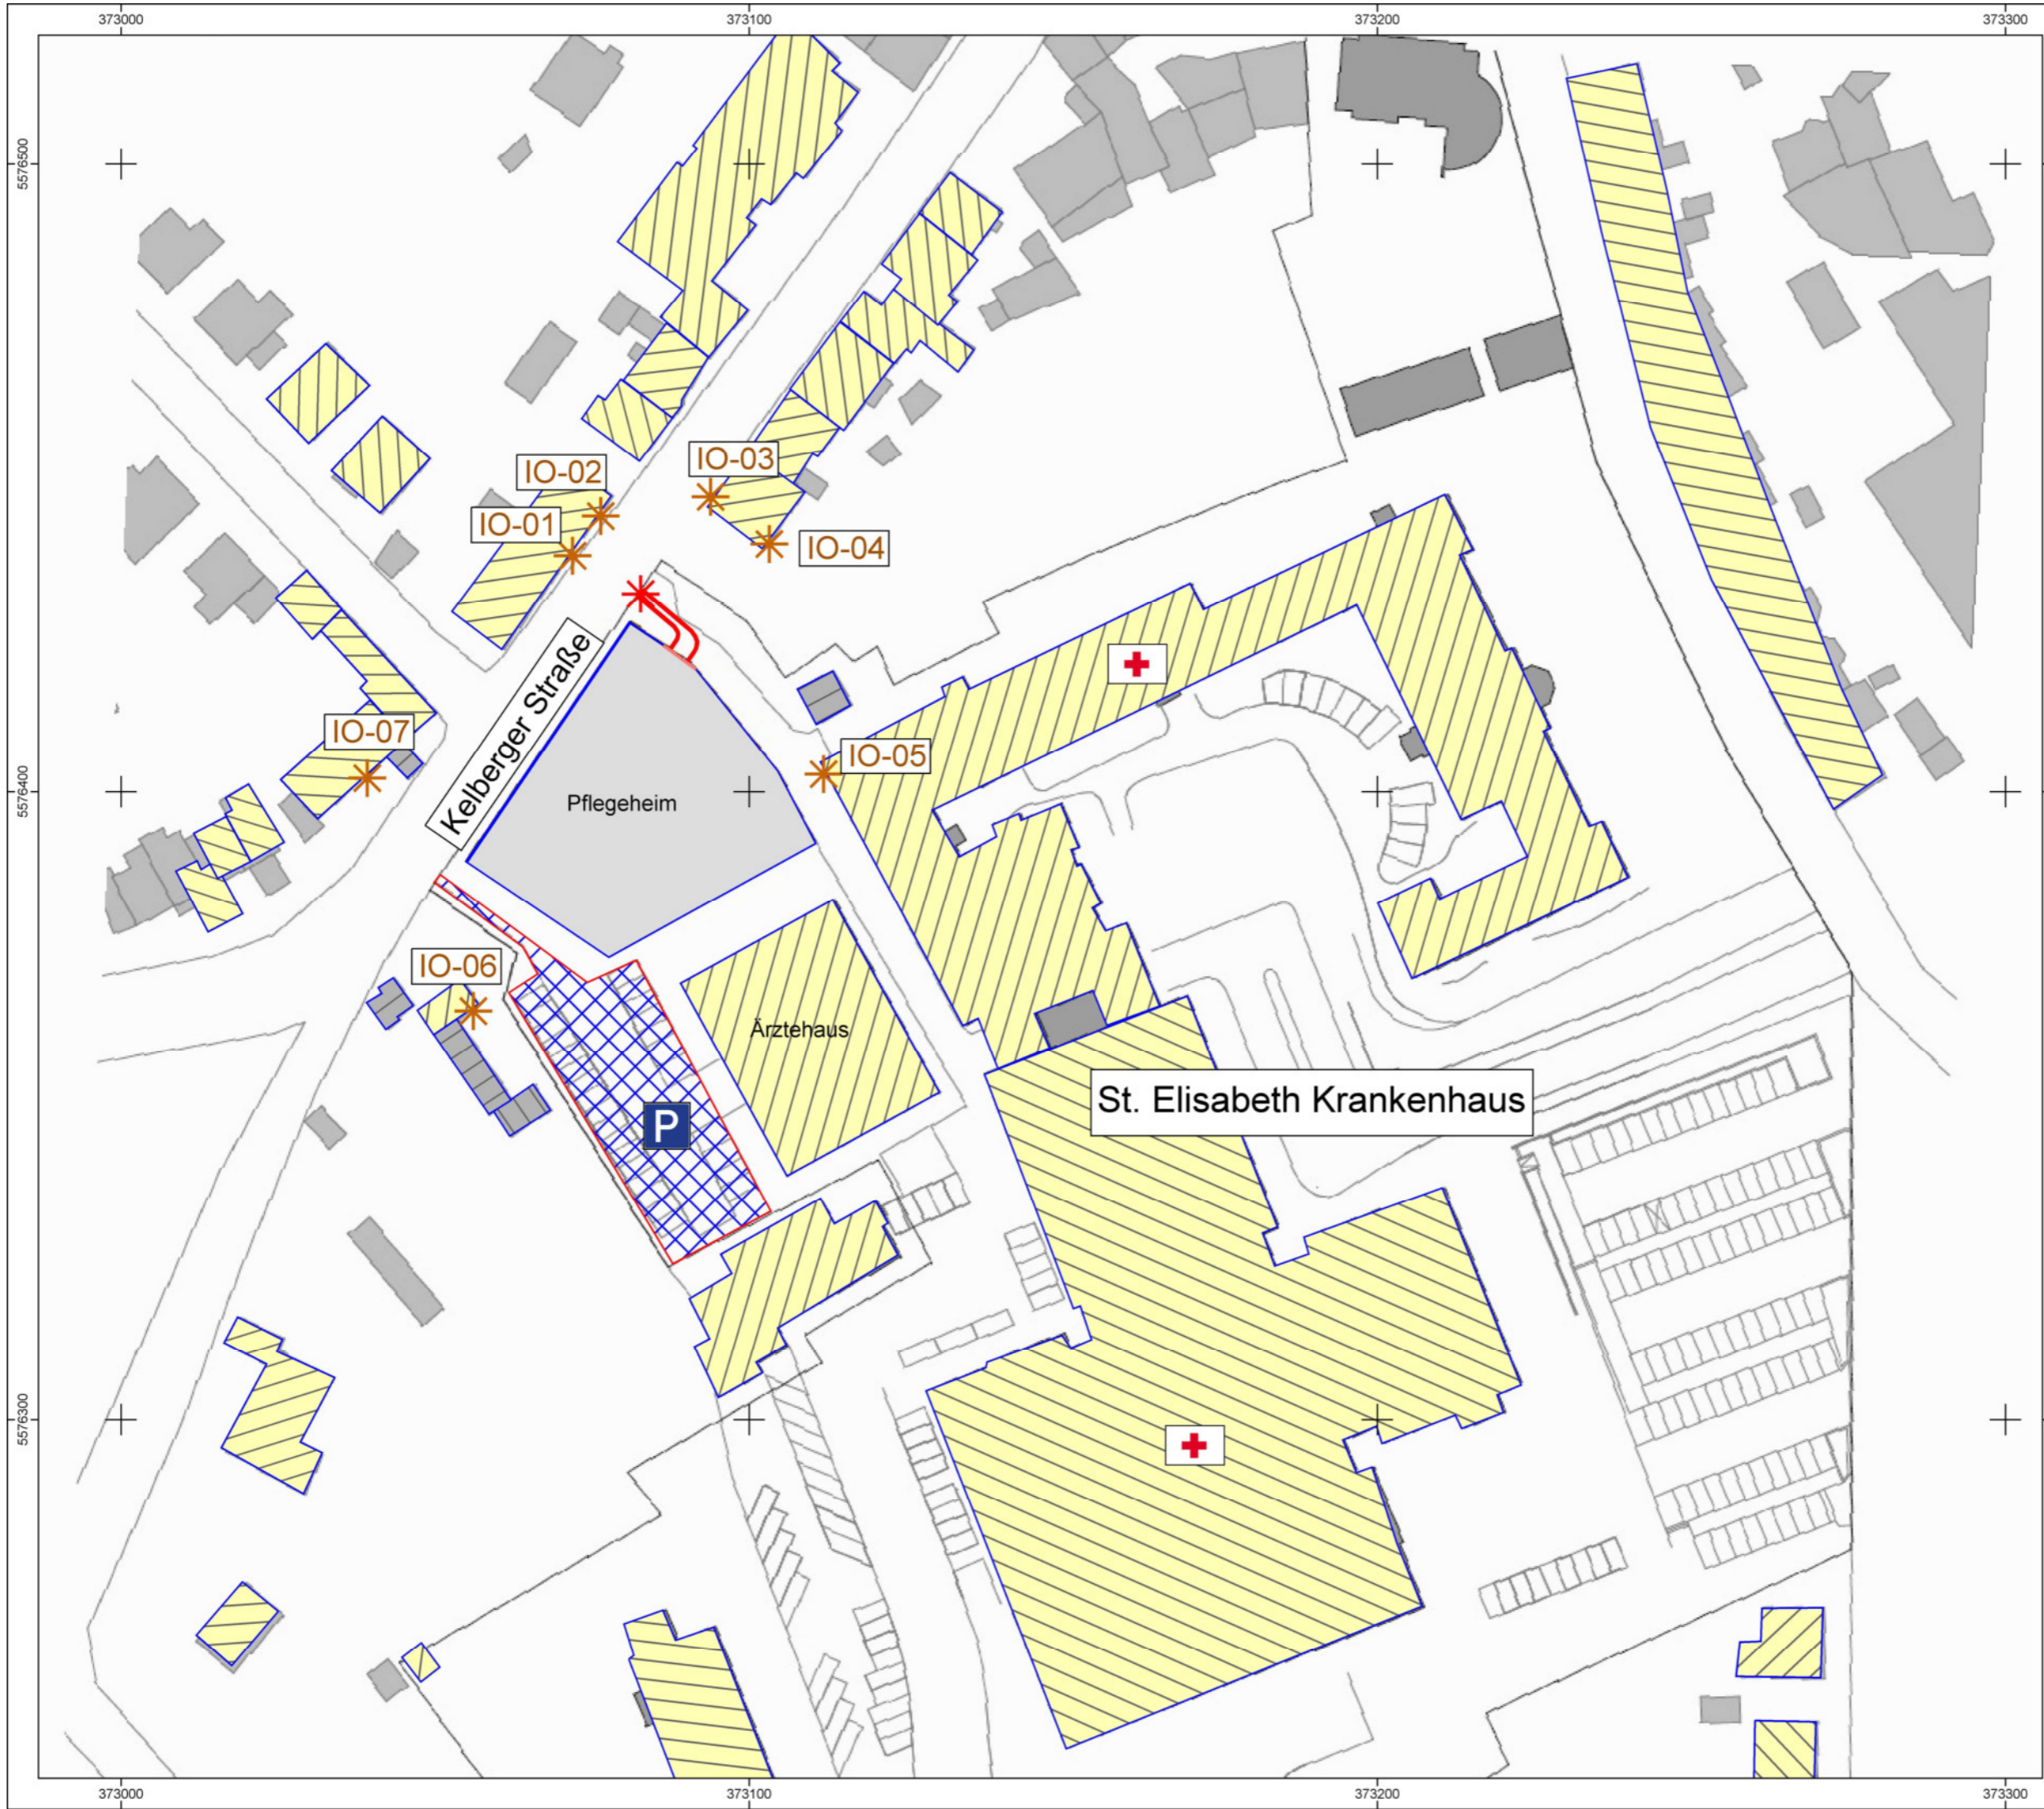 373000
373100
373200
373300
5576500
IO-02
IO-03
IO-01
IO-04
Kelberger Straße
IO-07
IO-05
5576400
Pflegeheim
IO-06
Ärztehaus
P
St. Elisabeth Krankenhaus
5576300
373000
373100
373200
373300